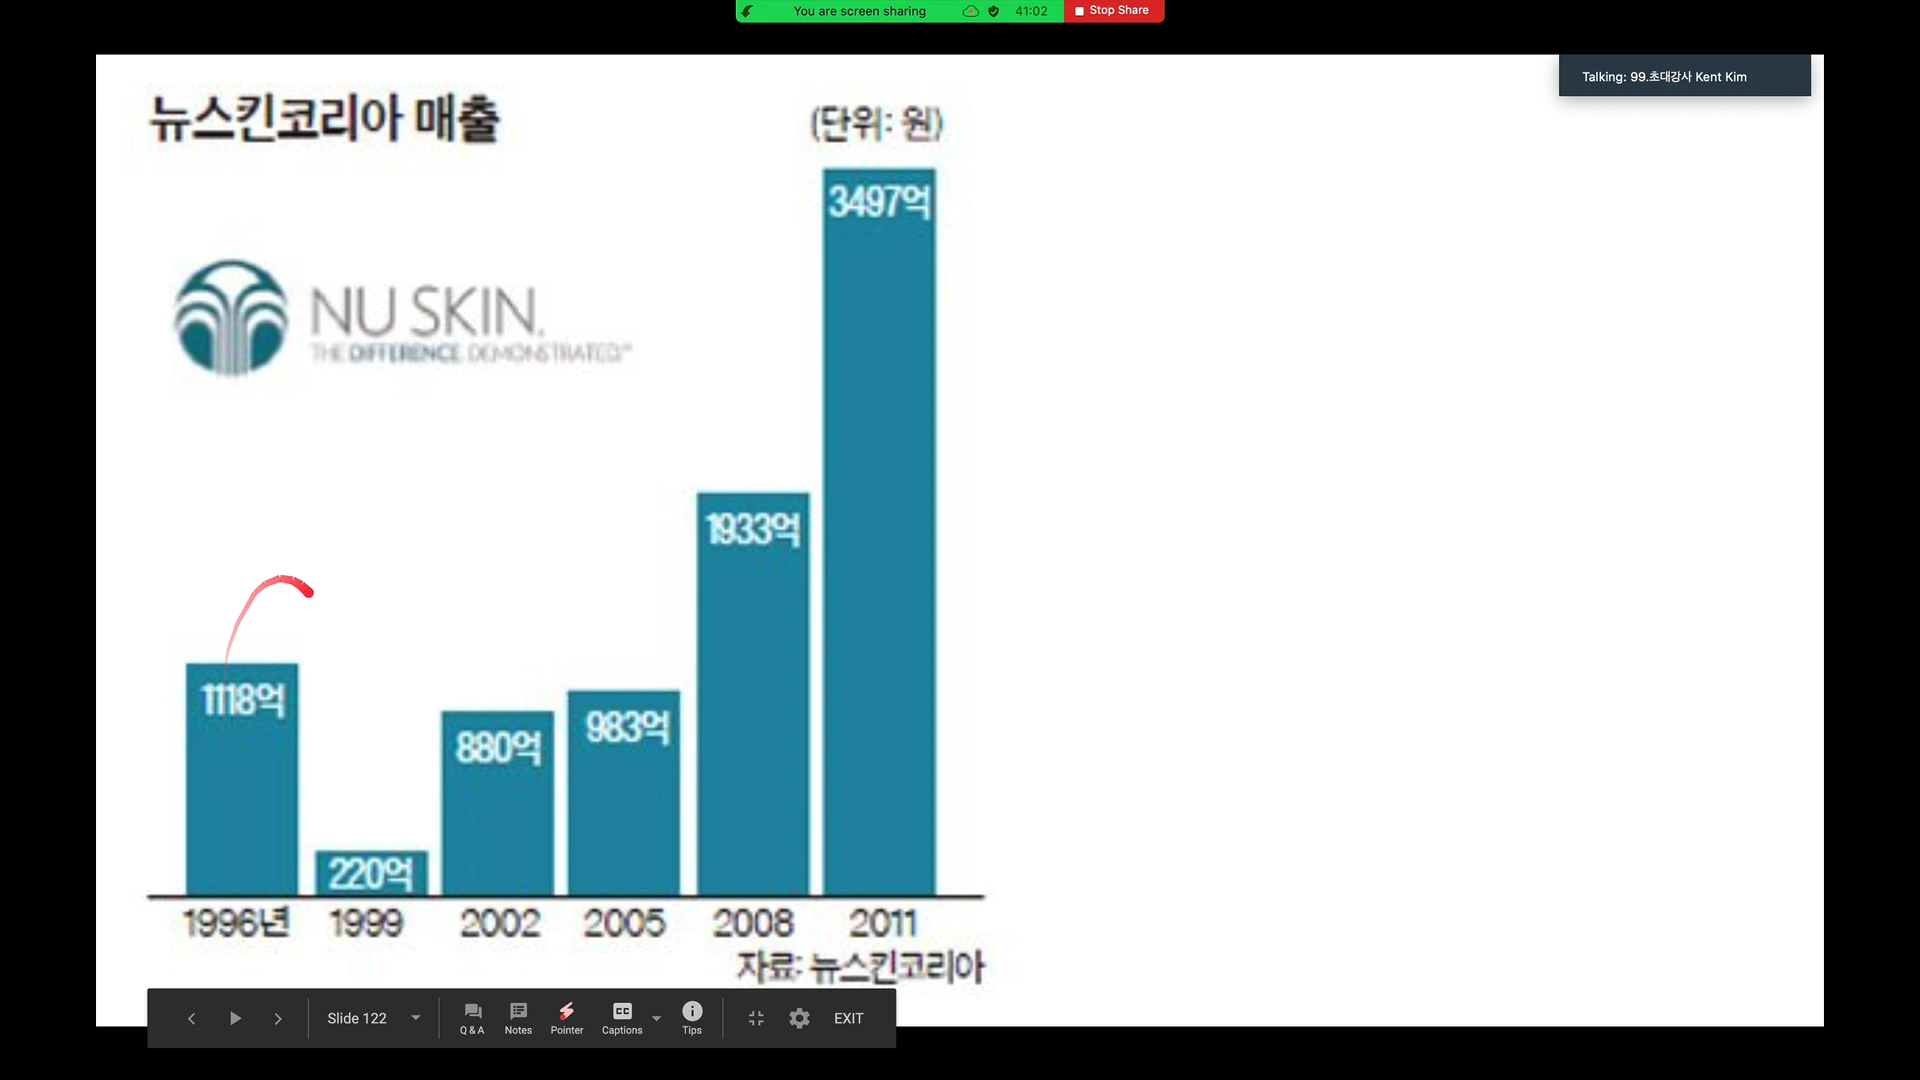 You are screen sharing 41:02 Stop Share
Talking: 99.초대강사 Kent Kim
뉴스킨코리아 매출 (단위: 원)
NU SKIN.
THE DIFFERENCE. DEMONSTRATED.™
3497억
1933억
1118억
880억
983억
220억
1996년 1999 2002 2005 2008 2011
자료: 뉴스킨코리아
Slide 122
Q & A Notes Pointer CC Captions Tips EXIT